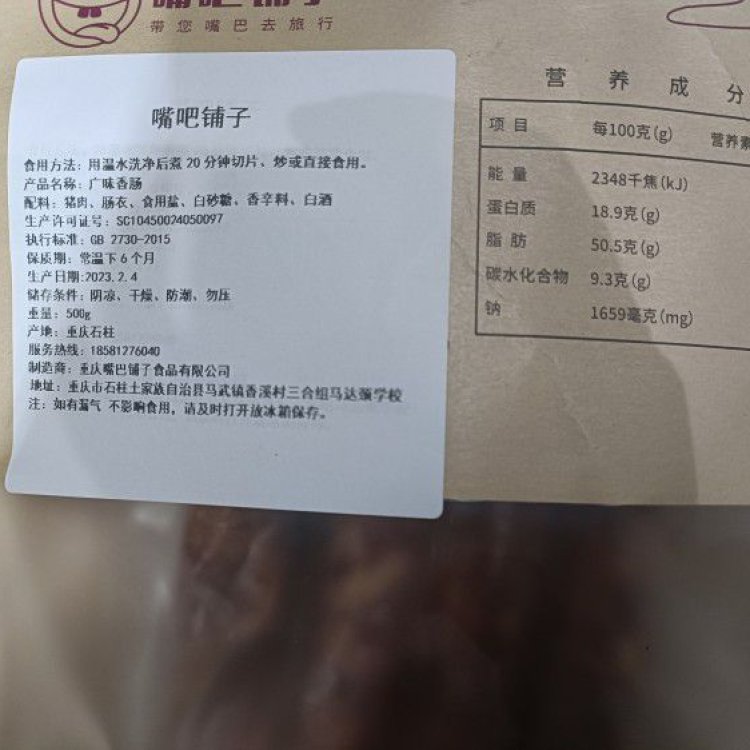 带您嘴巴去旅行
嘴吧铺子
食用方法：用温水洗净后煮20分钟切片、炒或直接食用。
产品名称：广味香肠
配料：猪肉、肠衣、食用盐、白砂糖、香辛料、白酒
生产许可证号：SC10450024050097
执行标准：GB 2730-2015
保质期：常温下6个月
生产日期:2023.2.4
储存条件：阴凉、干燥、防潮、勿压
重量：500g
产地：重庆石柱
服务热线：18581276040
制造商：重庆嘴巴铺子食品有限公司
地址：重庆市石柱土家族自治县马武镇香溪村三合组马达颈学校
注：如有漏气 不影响食用，请及时打开放冰箱保存。
营养成分
项目 每100克(g) 营养素
能量 2348千焦(kJ)
蛋白质 18.9克(g)
脂肪 50.5克(g)
碳水化合物 9.3克(g)
钠 1659毫克(mg)